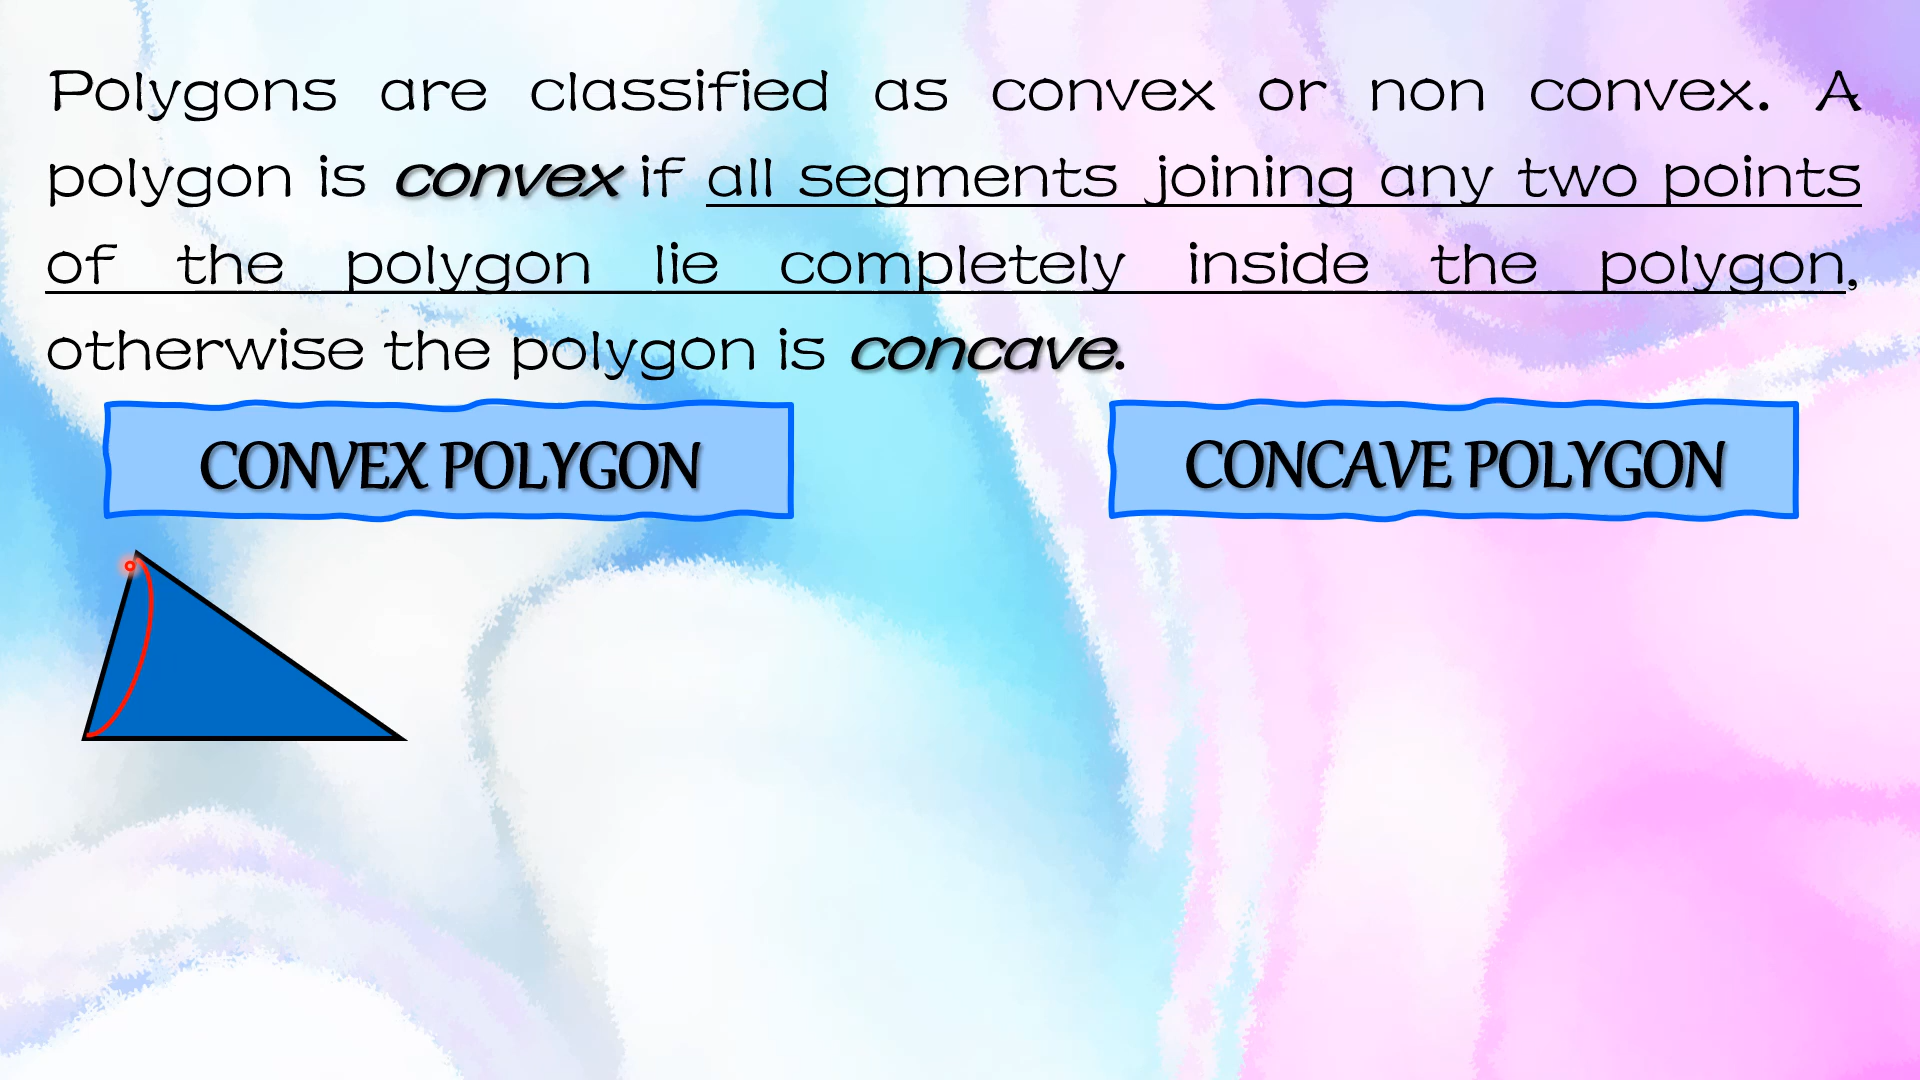 Polygons are classified as convex or non convex. A
polygon is convex if all segments joining any two points
of the polygon lie completely inside the polygon,
otherwise the polygon is concave.
CONVEX POLYGON
CONCAVE POLYGON